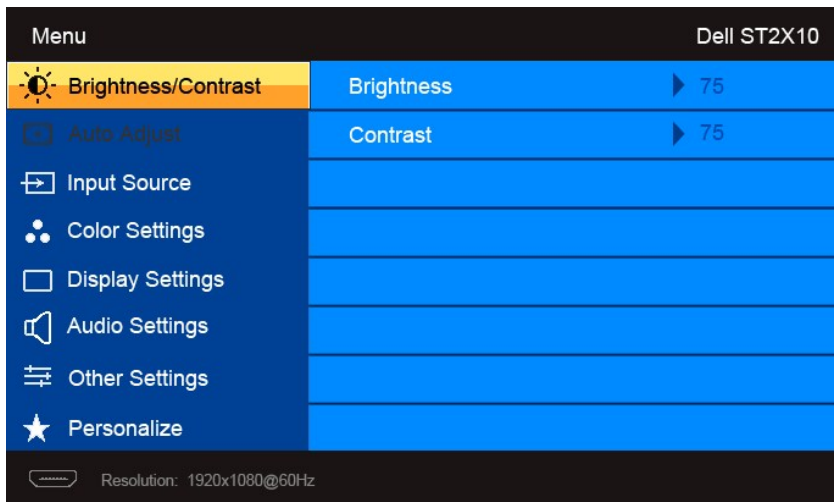 Menu Dell ST2X10
Brightness/Contrast Brightness 75
Auto Adjust Contrast 75
Input Source
Color Settings
Display Settings
Audio Settings
Other Settings
Personalize
Resolution: 1920x1080@60Hz